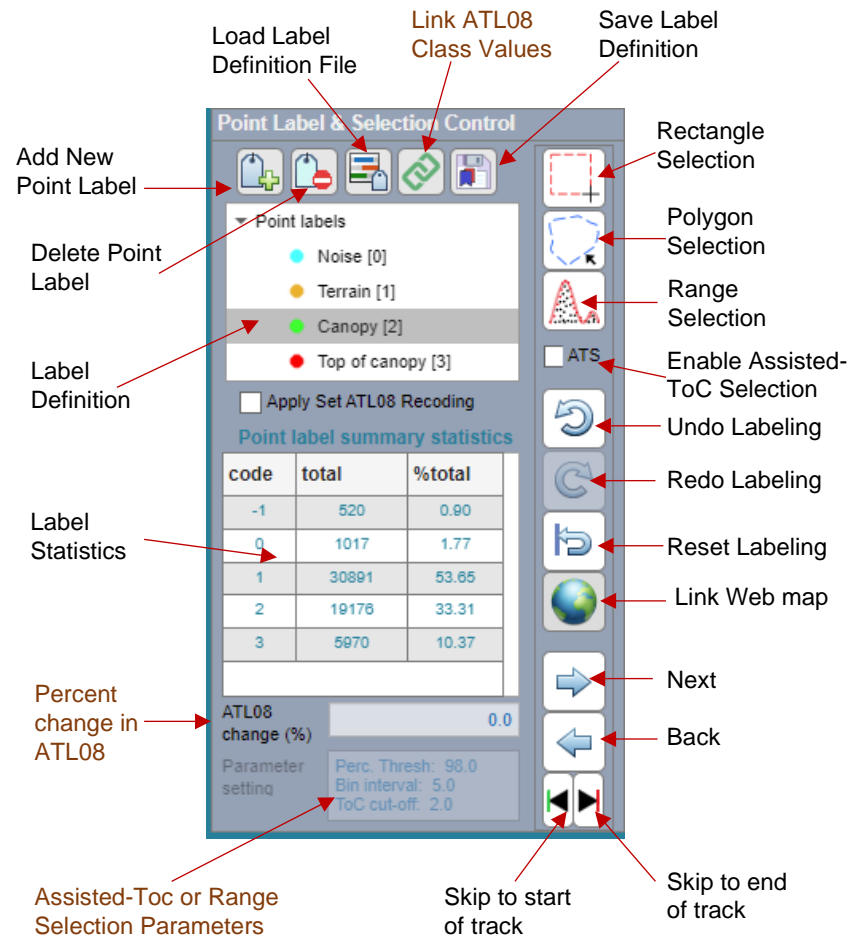 Link ATL08
Class Values
Save Label
Definition
Load Label
Definition File
Point Label & Selection Control
Rectangle
Selection
Add New
Point Label
Point labels
Polygon
Selection
Delete Point
Label
Noise [0]
Terrain [1]
Range
Selection
Canopy [2]
Label
Definition
Top of canopy [3]
ATS
Enable Assisted-
ToC Selection
Apply Set ATL08 Recoding
Undo Labeling
Point label summary statistics
code total %total
Redo Labeling
-1 520 0.90
Label
Statistics
0 1017 1.77
Reset Labeling
1 30891 53.65
2 19176 33.31
Link Web map
3 5970 10.37
Next
Percent
change in
ATL08
ATL08
change (%)
0.0
Back
Parameter
setting
Perc. Thresh: 98.0
Bin interval: 5.0
ToC cut-off: 2.0
Assisted-Toc or Range
Selection Parameters
Skip to start
of track
Skip to end
of track